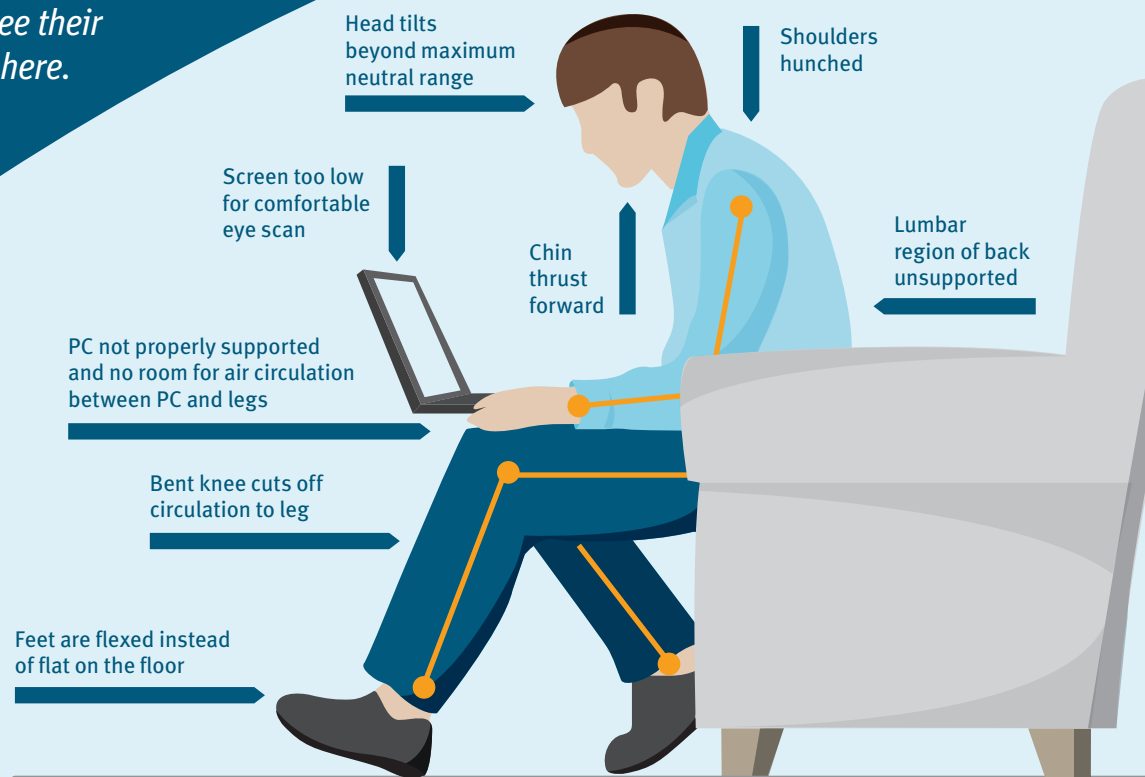 ee their
here.
Head tilts
beyond maximum
neutral range
Shoulders
hunched
Screen too low
for comfortable
eye scan
Chin
thrust
forward
Lumbar
region of back
unsupported
PC not properly supported
and no room for air circulation
between PC and legs
Bent knee cuts off
circulation to leg
Feet are flexed instead
of flat on the floor